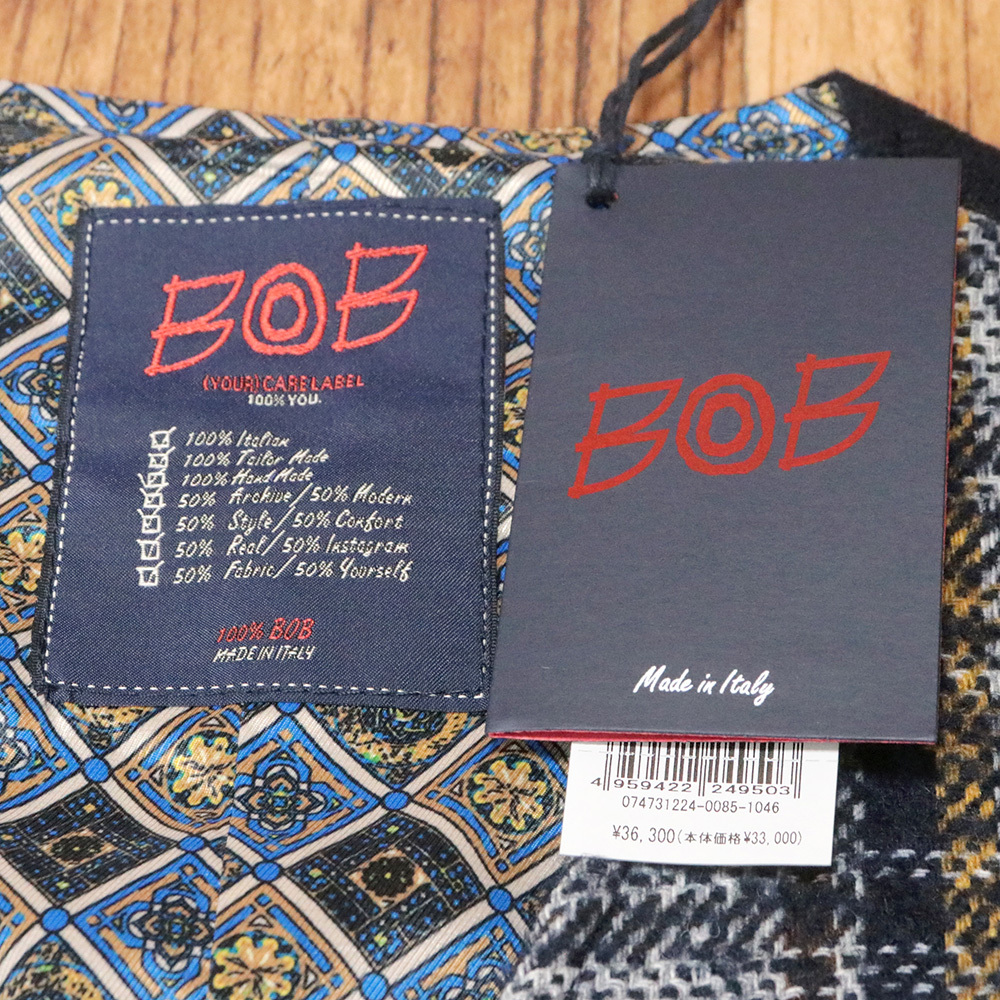 BOB
(YOUR) CARE LABEL
100% YOU.
100% Italian
100% Tailor Made
100% Hand Made
50% Archive/50% Modern
50% Style/50% Confort
50% Real/50% Instagram
50% Fabric/50% Yourself
100% BOB
MADE IN ITALY
BOB
Made in Italy
4 959422 249503
074731224-0085-1046
¥36,300(本体価格¥33,000)